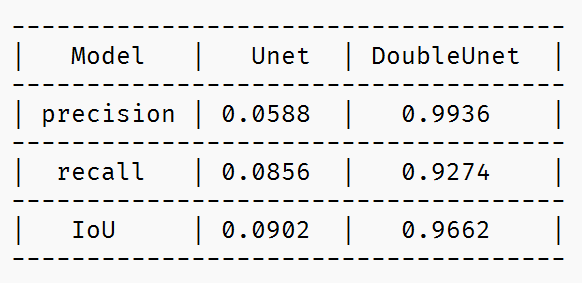 -------------------------------------
|   Model   |   Unet  | DoubleUnet  |
-------------------------------------
| precision | 0.0588  |   0.9936    |
-------------------------------------
|  recall   | 0.0856  |   0.9274    |
-------------------------------------
|   IoU     | 0.0902  |   0.9662    |
-------------------------------------